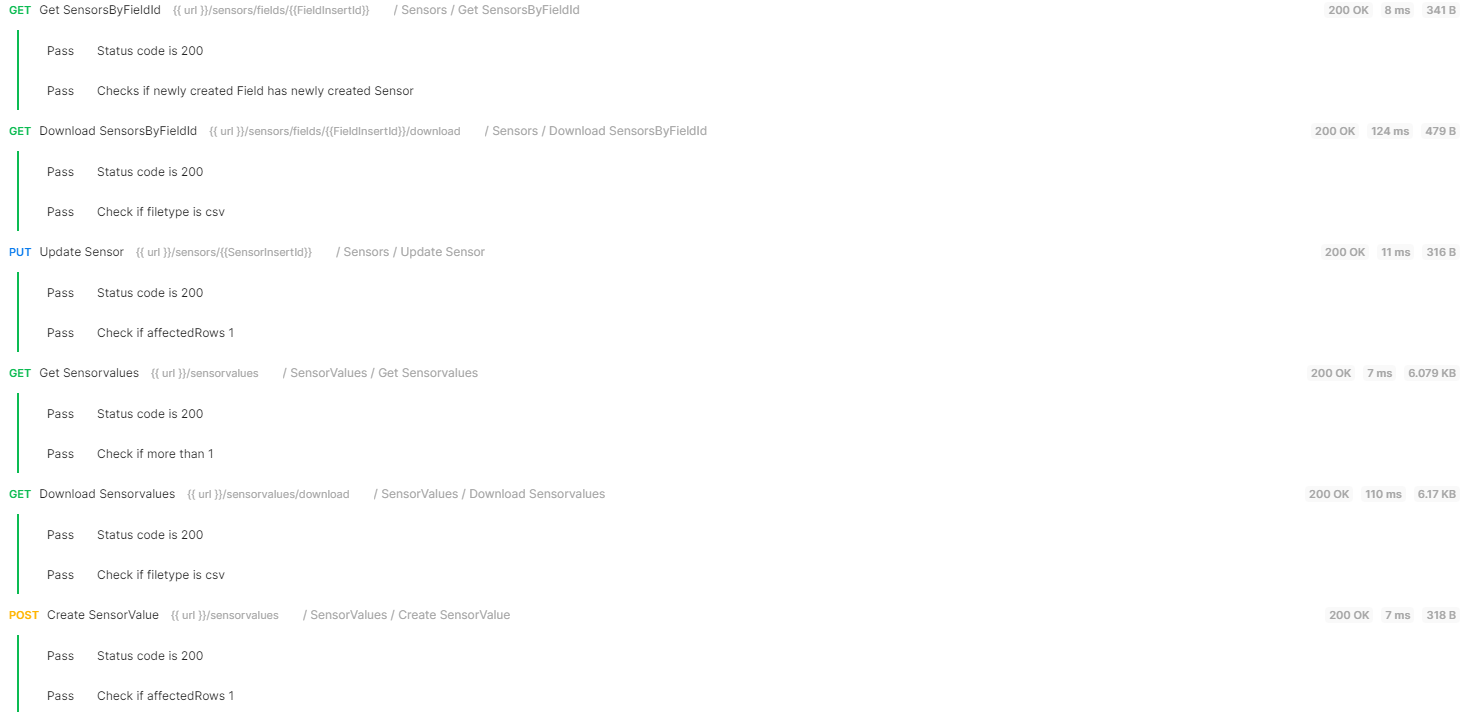 GET Get SensorsByFieldId {{ url }}/sensors/fields/{{FieldInsertId}} / Sensors / Get SensorsByFieldId 200 OK 8 ms 341 B
Pass Status code is 200
Pass Checks if newly created Field has newly created Sensor
GET Download SensorsByFieldId {{ url }}/sensors/fields/{{FieldInsertId}}/download / Sensors / Download SensorsByFieldId 200 OK 124 ms 479 B
Pass Status code is 200
Pass Check if filetype is csv
PUT Update Sensor {{ url }}/sensors/{{SensorInsertId}} / Sensors / Update Sensor 200 OK 11 ms 316 B
Pass Status code is 200
Pass Check if affectedRows 1
GET Get Sensorvalues {{ url }}/sensorvalues / SensorValues / Get Sensorvalues 200 OK 7 ms 6.079 KB
Pass Status code is 200
Pass Check if more than 1
GET Download Sensorvalues {{ url }}/sensorvalues/download / SensorValues / Download Sensorvalues 200 OK 110 ms 6.17 KB
Pass Status code is 200
Pass Check if filetype is csv
POST Create SensorValue {{ url }}/sensorvalues / SensorValues / Create SensorValue 200 OK 7 ms 318 B
Pass Status code is 200
Pass Check if affectedRows 1